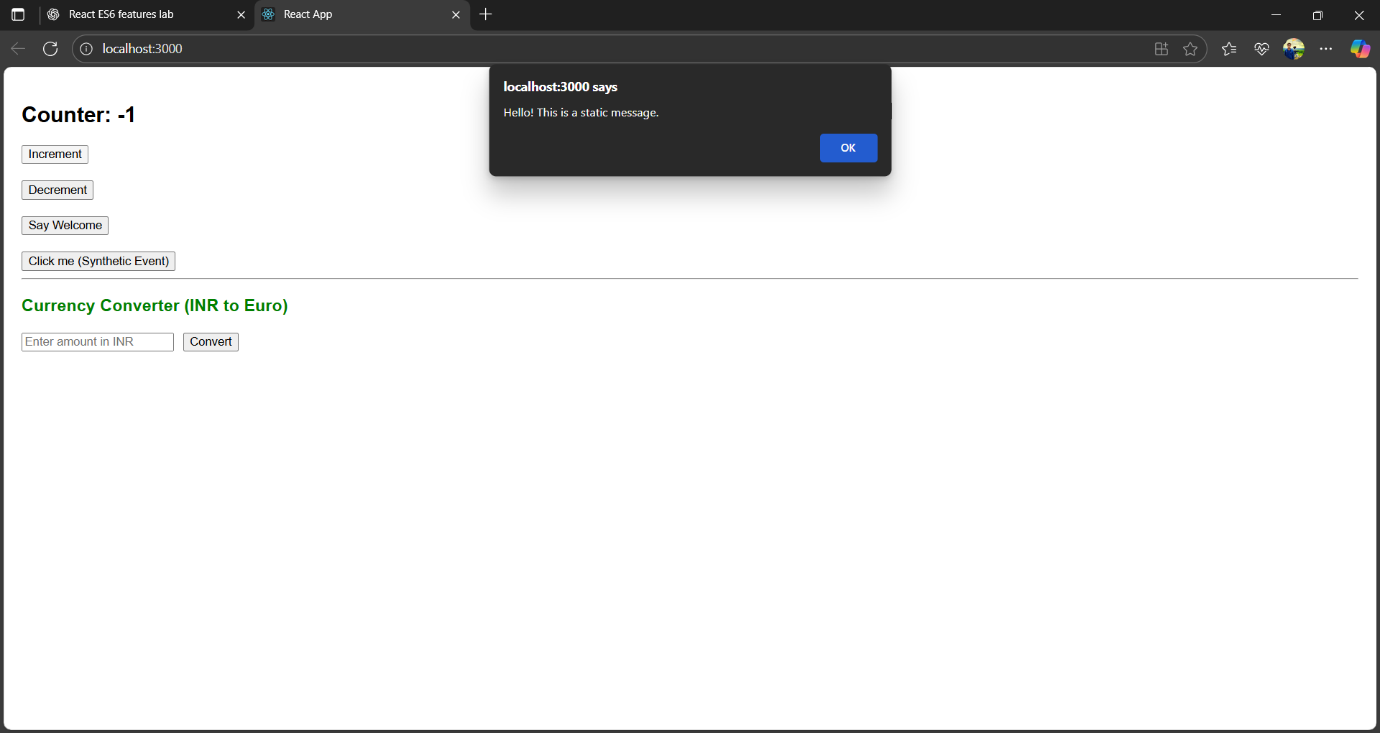 React ES6 features lab
React App
localhost:3000
localhost:3000 says
Hello! This is a static message.
OK
Counter: -1
Increment
Decrement
Say Welcome
Click me (Synthetic Event)
Currency Converter (INR to Euro)
Enter amount in INR
Convert